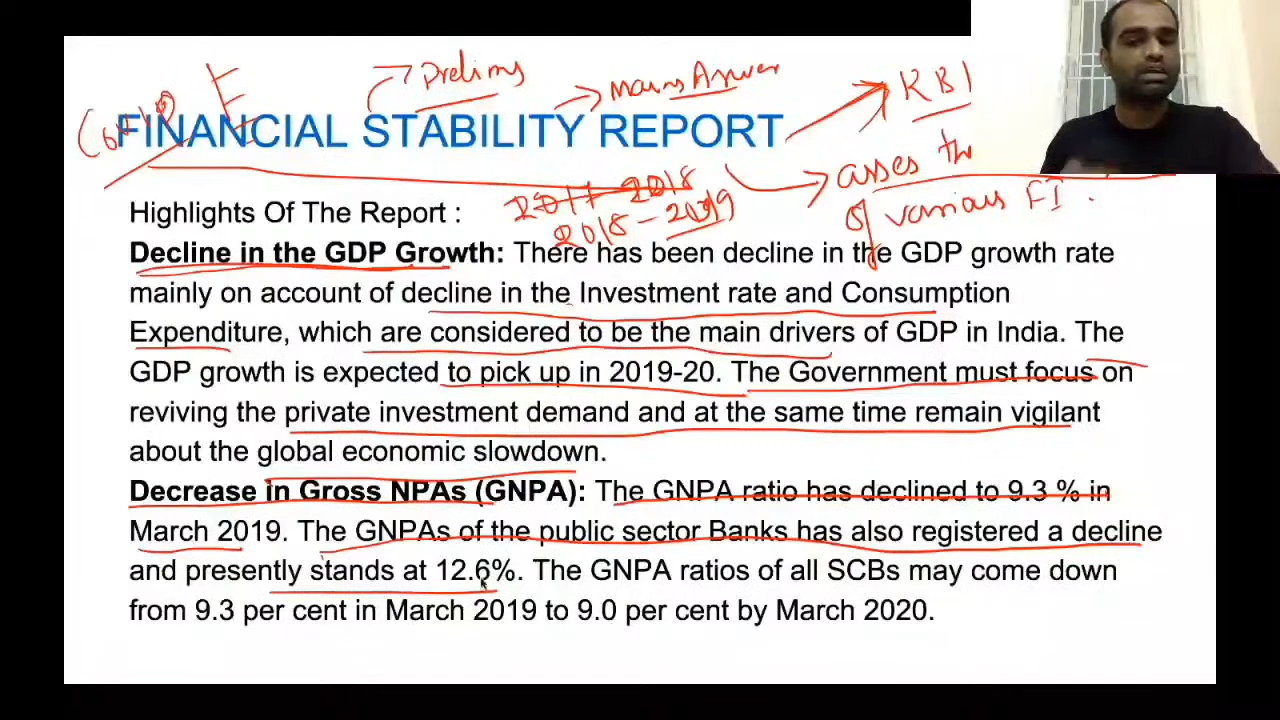 Prelims
Mains Answer
RBI
Covid
FINANCIAL STABILITY REPORT
asses the
of various FI.
2017-2018
2018-2019
Highlights Of The Report :
Decline in the GDP Growth: There has been decline in the GDP growth rate
mainly on account of decline in the Investment rate and Consumption
Expenditure, which are considered to be the main drivers of GDP in India. The
GDP growth is expected to pick up in 2019-20. The Government must focus on
reviving the private investment demand and at the same time remain vigilant
about the global economic slowdown.
Decrease in Gross NPAs (GNPA): The GNPA ratio has declined to 9.3 % in
March 2019. The GNPAs of the public sector Banks has also registered a decline
and presently stands at 12.6%. The GNPA ratios of all SCBs may come down
from 9.3 per cent in March 2019 to 9.0 per cent by March 2020.